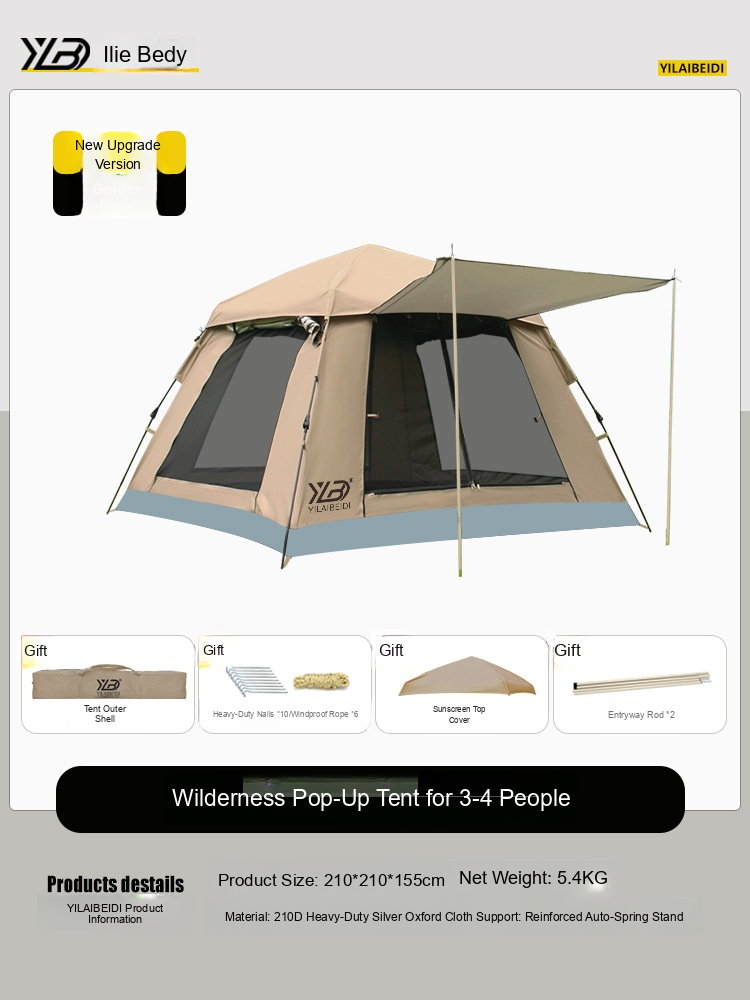 YLB Ilie Bedy
YILAIBEIDI
New Upgrade
Version
YLB
YILAIBEIDI
Gift
Gift
Gift
Gift
YLB
YILAIBEIDI
Tent Outer
Shell
Heavy-Duty Nails *10/Windproof Rope *6
Sunscreen Top
Cover
Entryway Rod *2
Wilderness Pop-Up Tent for 3-4 People
Products destails
YILAIBEIDI Product
Information
Product Size: 210*210*155cm Net Weight: 5.4KG
Material: 210D Heavy-Duty Silver Oxford Cloth Support: Reinforced Auto-Spring Stand